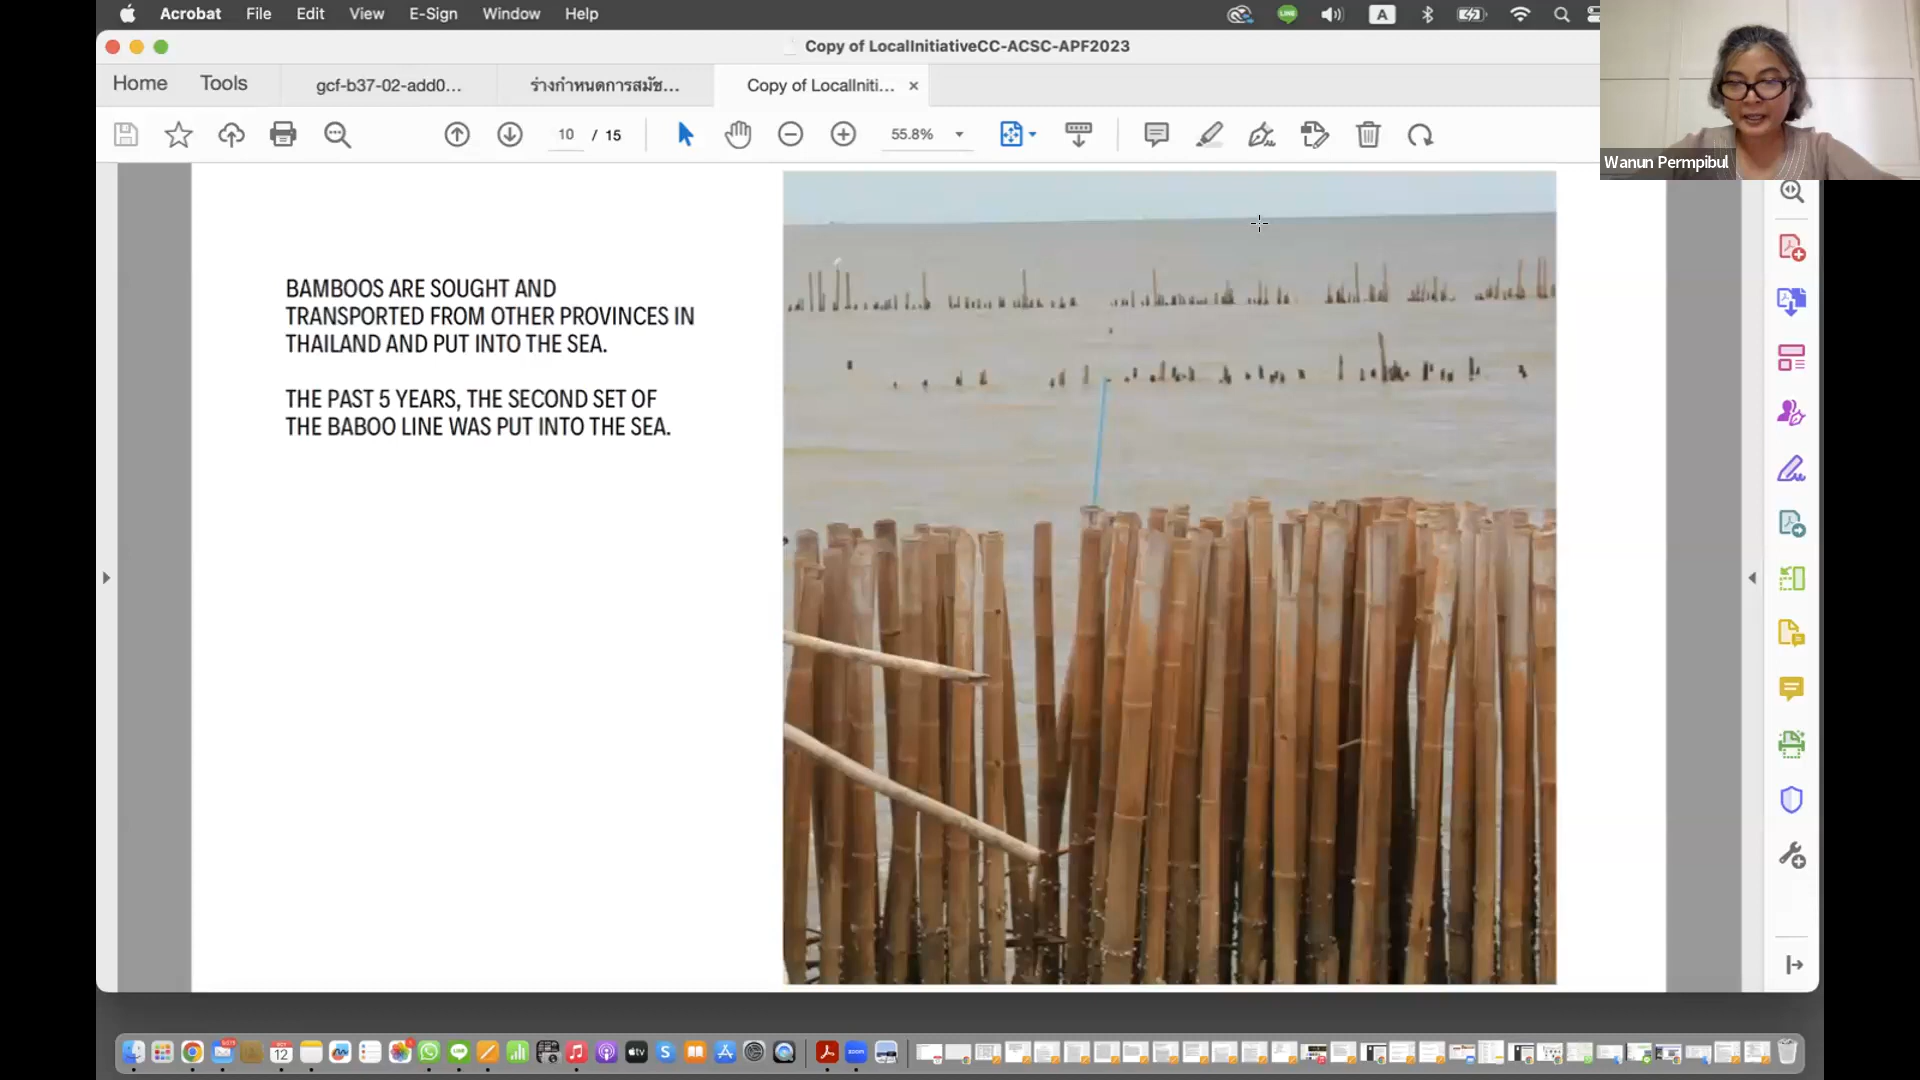 Acrobat File Edit View E-Sign Window Help
A
Copy of LocalInitiativeCC-ACSC-APF2023
Home Tools gcf-b37-02-add0... ร่างกำหนดการสมัช... Copy of LocalIniti...
10 / 15 55.8%
Wanun Permpibul
BAMBOOS ARE SOUGHT AND
TRANSPORTED FROM OTHER PROVINCES IN
THAILAND AND PUT INTO THE SEA.
THE PAST 5 YEARS, THE SECOND SET OF
THE BABOO LINE WAS PUT INTO THE SEA.
12 tv zoom